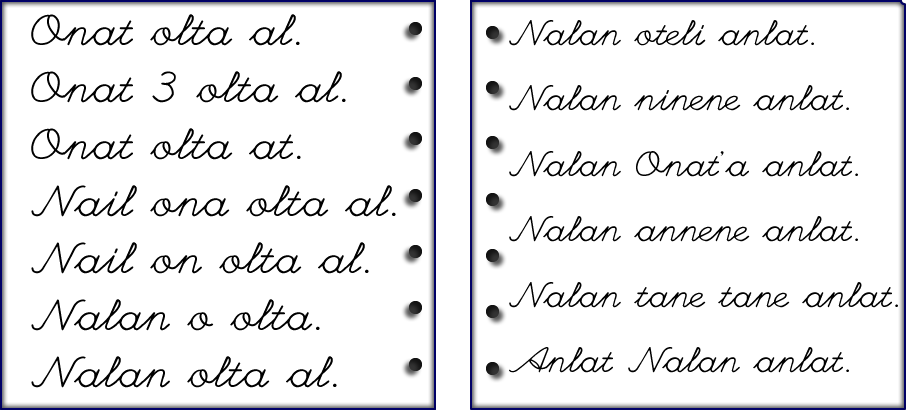 Onat olta al.
Onat 3 olta al.
Onat olta at.
Nail ona olta al.
Nail on olta al.
Nalan o olta.
Nalan olta al.
Nalan oteli anlat.
Nalan ninene anlat.
Nalan Onat'a anlat.
Nalan annene anlat.
Nalan tane tane anlat.
Anlat Nalan anlat.